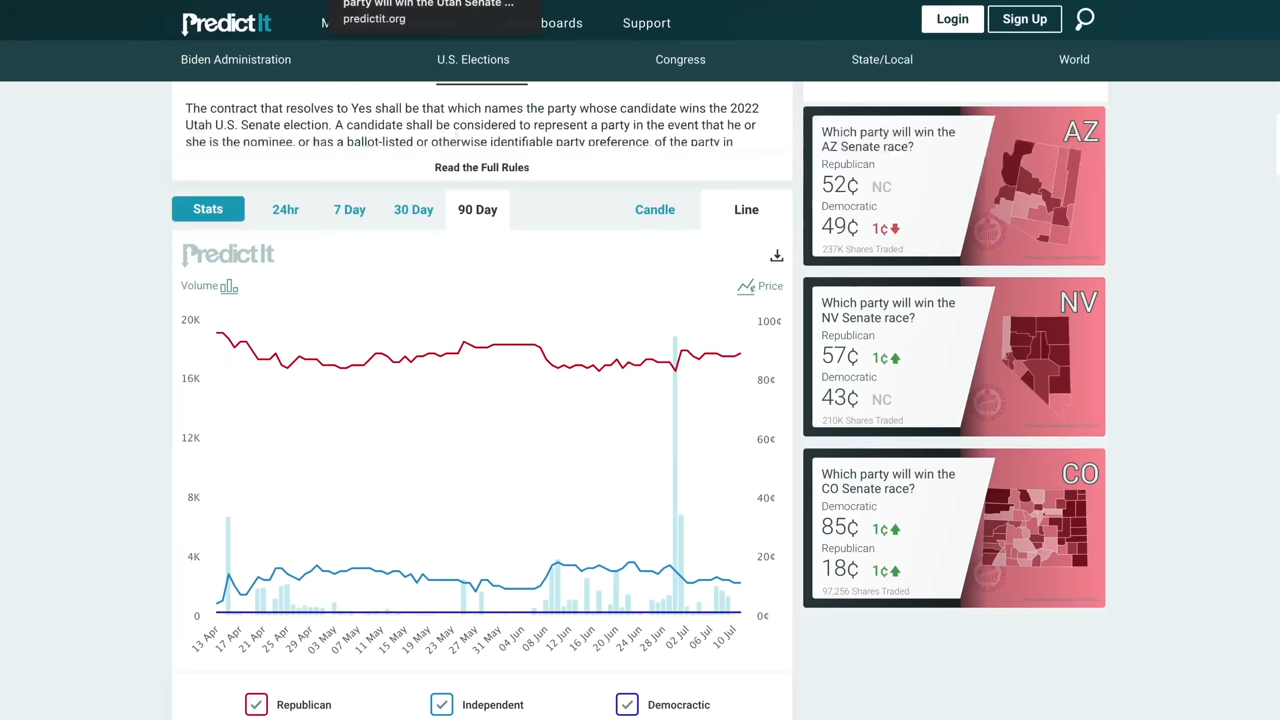 party will win the Utah Senate ...
predictit.org
PredictIt
M
boards
Support
Login
Sign Up
Biden Administration
U.S. Elections
Congress
State/Local
World
The contract that resolves to Yes shall be that which names the party whose candidate wins the 2022
Utah U.S. Senate election. A candidate shall be considered to represent a party in the event that he or
she is the nominee, or has a ballot-listed or otherwise identifiable party preference, of the party in
Read the Full Rules
Stats
24hr
7 Day
30 Day
90 Day
Candle
Line
PredictIt
Volume
Price
20K
16K
12K
8K
4K
0
100¢
80¢
60¢
40¢
20¢
0¢
13 Apr
17 Apr
21 Apr
25 Apr
29 Apr
03 May
07 May
11 May
15 May
19 May
23 May
27 May
31 May
04 Jun
08 Jun
12 Jun
16 Jun
20 Jun
24 Jun
28 Jun
02 Jul
06 Jul
10 Jul
Republican
Independent
Democractic
AZ
Which party will win the
AZ Senate race?
Republican
52¢ NC
Democratic
49¢ 1¢
237K Shares Traded
NV
Which party will win the
NV Senate race?
Republican
57¢ 1¢
Democratic
43¢ NC
210K Shares Traded
CO
Which party will win the
CO Senate race?
Democratic
85¢ 1¢
Republican
18¢ 1¢
97,256 Shares Traded